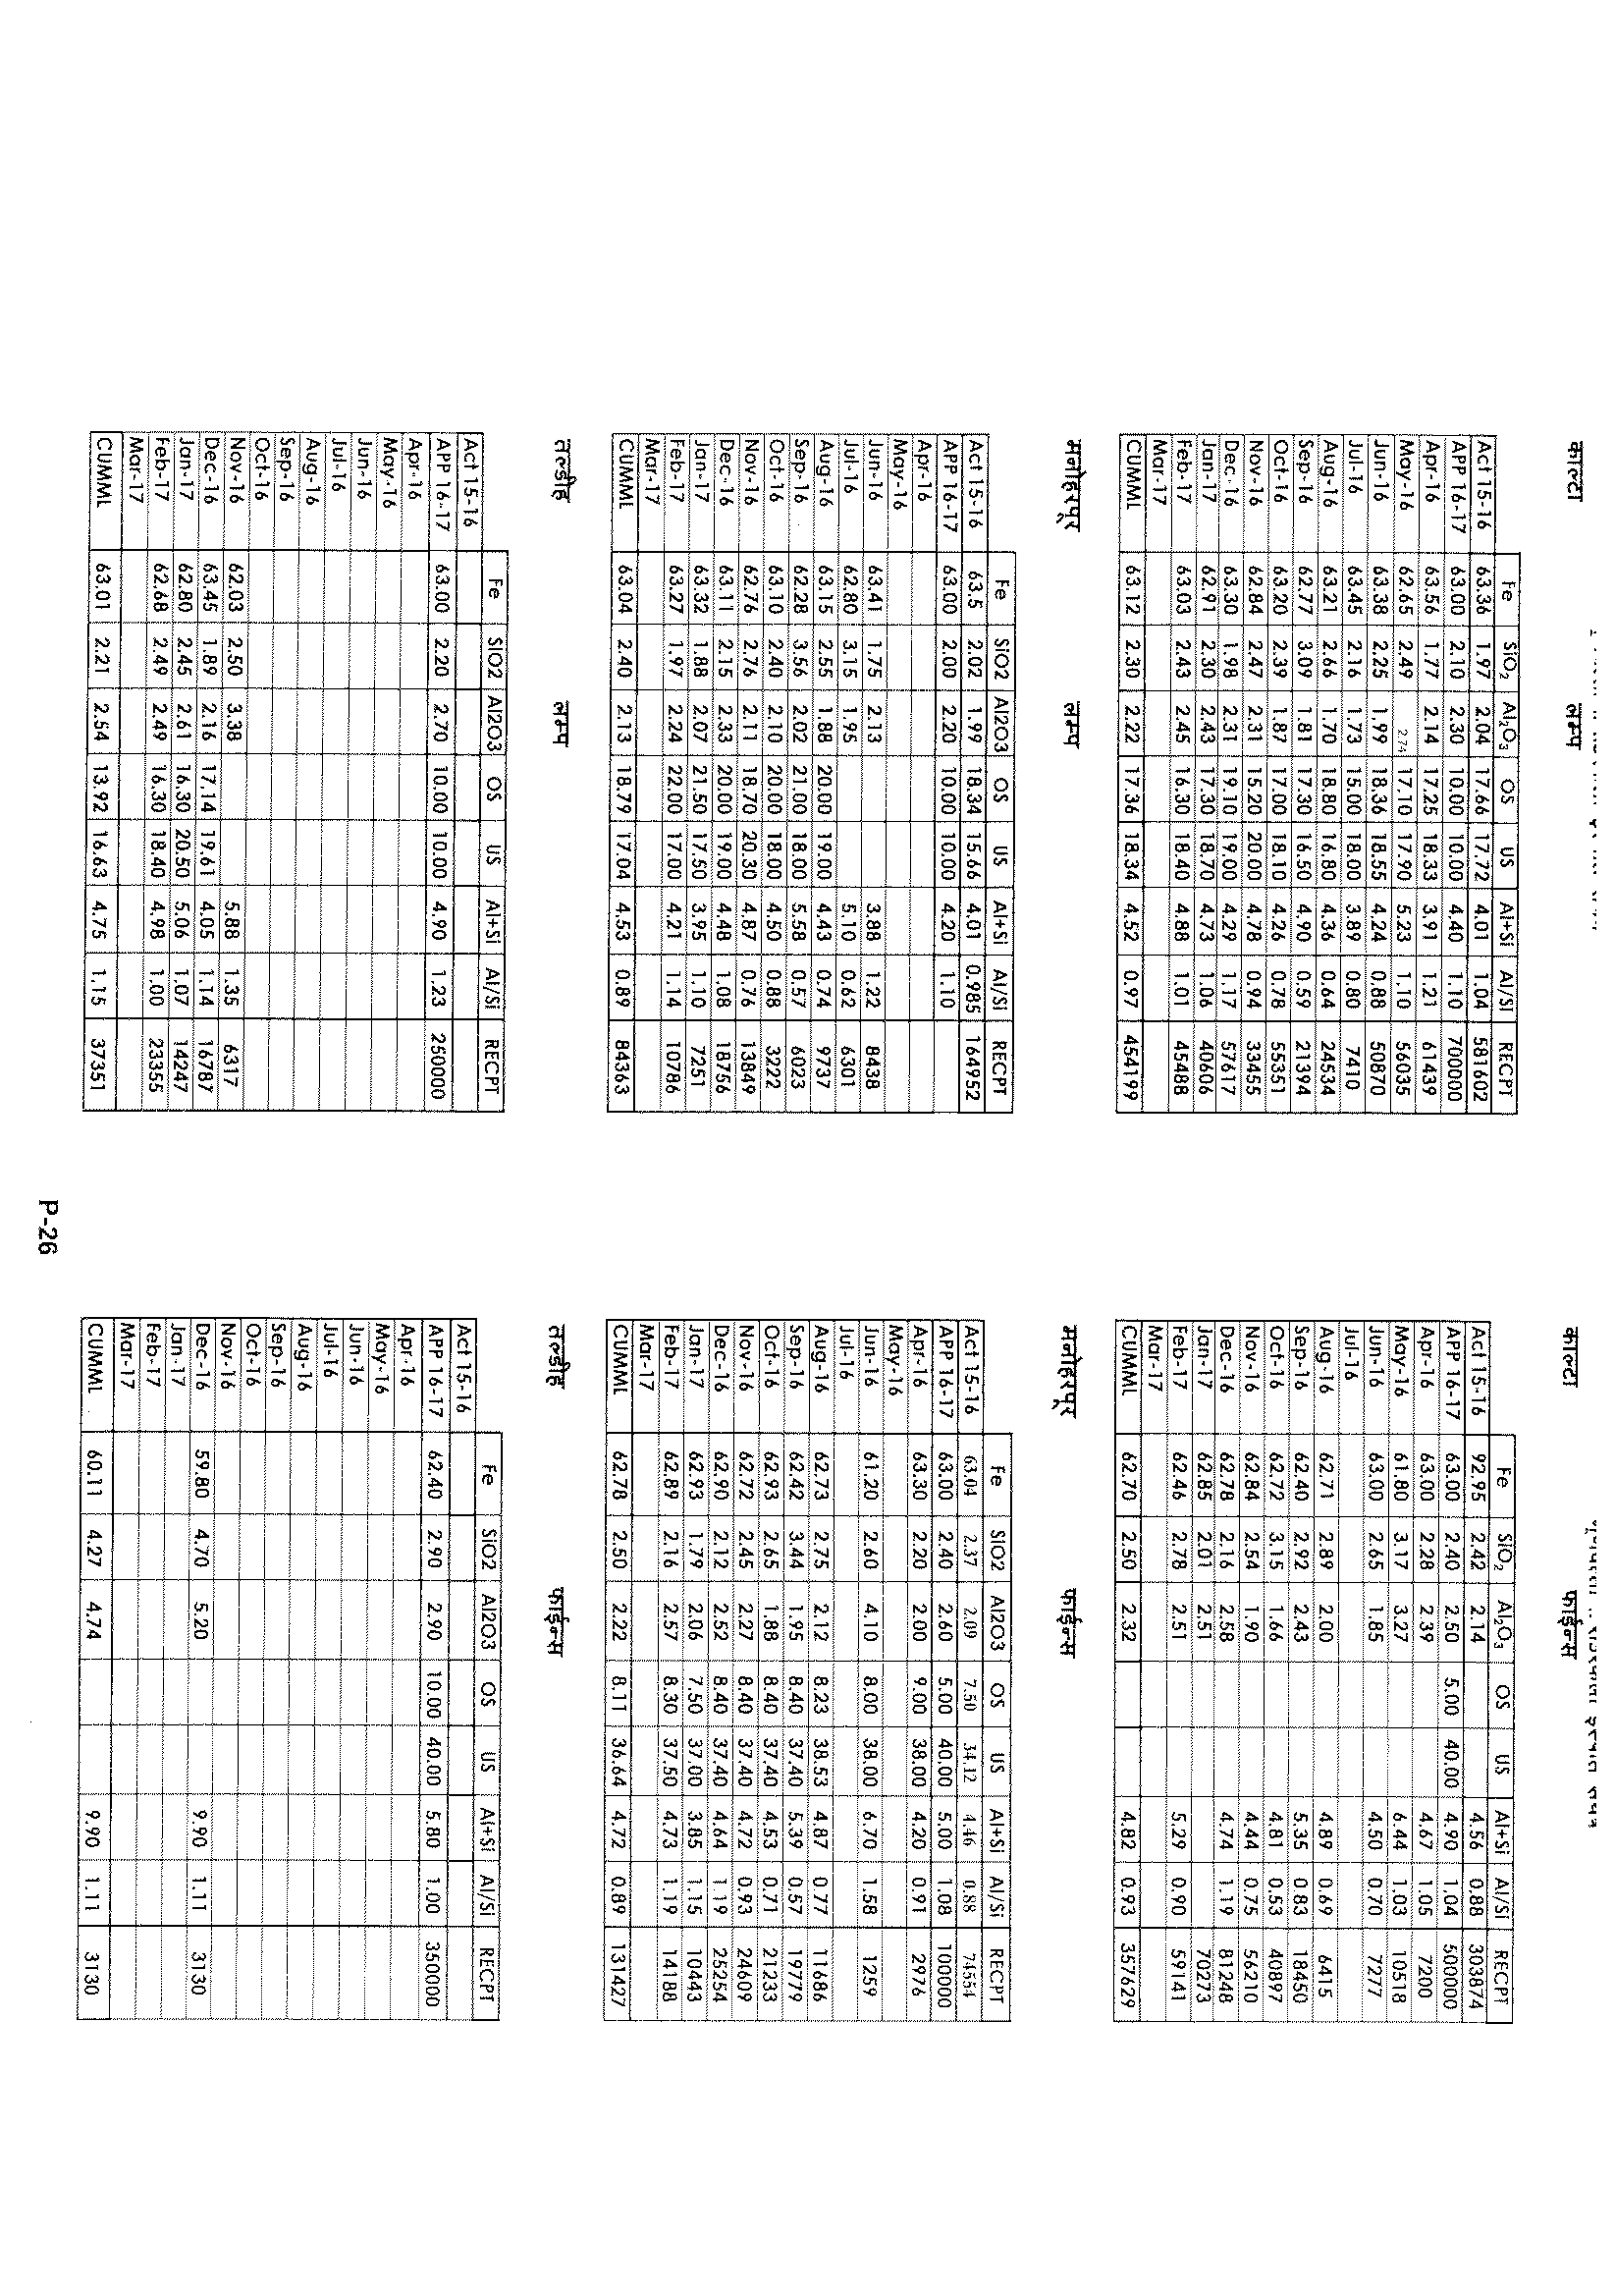 काल्टा लम्प
Fe SiO₂ Al₂O₃ OS US Al+Si Al/Si RECPT
Act 15-16 63.36 1.97 2.04 17.66 17.72 4.01 1.04 581602
APP 16-17 63.00 2.10 2.30 10.00 10.00 4.40 1.10 700000
Apr-16 63.56 1.77 2.14 17.25 18.33 3.91 1.21 61439
May-16 62.65 2.49 2.74 17.10 17.90 5.23 1.10 56035
Jun-16 63.38 2.25 1.99 18.36 18.55 4.24 0.88 50870
Jul-16 63.45 2.16 1.73 15.00 18.00 3.89 0.80 7410
Aug-16 63.21 2.66 1.70 18.80 16.80 4.36 0.64 24534
Sep-16 62.77 3.09 1.81 17.30 16.50 4.90 0.59 21394
Oct-16 63.20 2.39 1.87 17.00 18.10 4.26 0.78 55351
Nov-16 62.84 2.47 2.31 15.20 20.00 4.78 0.94 33455
Dec-16 63.30 1.98 2.31 19.10 19.00 4.29 1.17 57617
Jan-17 62.91 2.30 2.43 17.30 18.70 4.73 1.06 40606
Feb-17 63.03 2.43 2.45 16.30 18.40 4.88 1.01 45488
Mar-17
CUMML 63.12 2.30 2.22 17.36 18.34 4.52 0.97 454199
काल्टा फाईन्स
Fe SiO₂ Al₂O₃ OS US Al+Si Al/Si RECPT
Act 15-16 92.95 2.42 2.14 4.56 0.88 303874
APP 16-17 63.00 2.40 2.50 5.00 40.00 4.90 1.04 500000
Apr-16 63.00 2.28 2.39 4.67 1.05 7200
May-16 61.80 3.17 3.27 6.44 1.03 10518
Jun-16 63.00 2.65 1.85 4.50 0.70 7277
Jul-16
Aug-16 62.71 2.89 2.00 4.89 0.69 6415
Sep-16 62.40 2.92 2.43 5.35 0.83 18450
Oct-16 62.72 3.15 1.66 4.81 0.53 40897
Nov-16 62.84 2.54 1.90 4.44 0.75 56210
Dec-16 62.78 2.16 2.58 4.74 1.19 81248
Jan-17 62.85 2.01 2.51 70273
Feb-17 62.46 2.78 2.51 5.29 0.90 59141
Mar-17
CUMML 62.70 2.50 2.32 4.82 0.93 357629
मनोहरपूर लम्प
Fe SiO2 Al2O3 OS US Al+Si Al/Si RECPT
Act 15-16 63.5 2.02 1.99 18.34 15.66 4.01 0.985 164952
APP 16-17 63.00 2.00 2.20 10.00 10.00 4.20 1.10
Apr-16
May-16
Jun-16 63.41 1.75 2.13 3.88 1.22 8438
Jul-16 62.80 3.15 1.95 5.10 0.62 6301
Aug-16 63.15 2.55 1.88 20.00 19.00 4.43 0.74 9737
Sep-16 62.28 3.56 2.02 21.00 18.00 5.58 0.57 6023
Oct-16 63.10 2.40 2.10 20.00 18.00 4.50 0.88 3222
Nov-16 62.76 2.76 2.11 18.70 20.30 4.87 0.76 13849
Dec-16 63.11 2.15 2.33 20.00 19.00 4.48 1.08 18756
Jan-17 63.32 1.88 2.07 21.50 17.50 3.95 1.10 7251
Feb-17 63.27 1.97 2.24 22.00 17.00 4.21 1.14 10786
Mar-17
CUMML 63.04 2.40 2.13 18.79 17.04 4.53 0.89 84363
मनोहरपूर फाईन्स
Fe SiO2 Al2O3 OS US Al+Si Al/Si RECPT
Act 15-16 63.04 2.37 2.09 7.50 34.12 4.46 0.88 74554
APP 16-17 63.00 2.40 2.60 5.00 40.00 5.00 1.08 100000
Apr-16 63.30 2.20 2.00 9.00 38.00 4.20 0.91 2976
May-16
Jun-16 61.20 2.60 4.10 8.00 38.00 6.70 1.58 1259
Jul-16
Aug-16 62.73 2.75 2.12 8.23 38.53 4.87 0.77 11686
Sep-16 62.42 3.44 1.95 8.40 37.40 5.39 0.57 19779
Oct-16 62.93 2.65 1.88 8.40 37.40 4.53 0.71 21233
Nov-16 62.72 2.45 2.27 8.40 37.40 4.72 0.93 24609
Dec-16 62.90 2.12 2.52 8.40 37.40 4.64 1.19 25254
Jan-17 62.93 1.79 2.06 7.50 37.00 3.85 1.15 10443
Feb-17 62.89 2.16 2.57 8.30 37.50 4.73 1.19 14188
Mar-17
CUMML 62.78 2.50 2.22 8.11 36.64 4.72 0.89 131427
तल्डीह लम्प
Fe SiO2 Al2O3 OS US Al+Si Al/Si RECPT
Act 15-16
APP 16-17 63.00 2.20 2.70 10.00 10.00 4.90 1.23 250000
Apr-16
May-16
Jun-16
Jul-16
Aug-16
Sep-16
Oct-16
Nov-16 62.03 2.50 3.38 5.88 1.35 6317
Dec-16 63.45 1.89 2.16 17.14 19.61 4.05 1.14 16787
Jan-17 62.80 2.45 2.61 16.30 20.50 5.06 1.07 14247
Feb-17 62.68 2.49 2.49 16.30 18.40 4.98 1.00 23355
Mar-17
CUMML 63.01 2.21 2.54 13.92 16.63 4.75 1.15 37351
तल्डीह फाईन्स
Fe SiO2 Al2O3 OS US Al+Si Al/Si RECPT
Act 15-16
APP 16-17 62.40 2.90 2.90 10.00 40.00 5.80 1.00 350000
Apr-16
May-16
Jun-16
Jul-16
Aug-16
Sep-16
Oct-16
Nov-16
Dec-16 59.80 4.70 5.20 9.90 1.11 3130
Jan-17
Feb-17
Mar-17
CUMML 60.11 4.27 4.74 9.90 1.11 3130
P-26